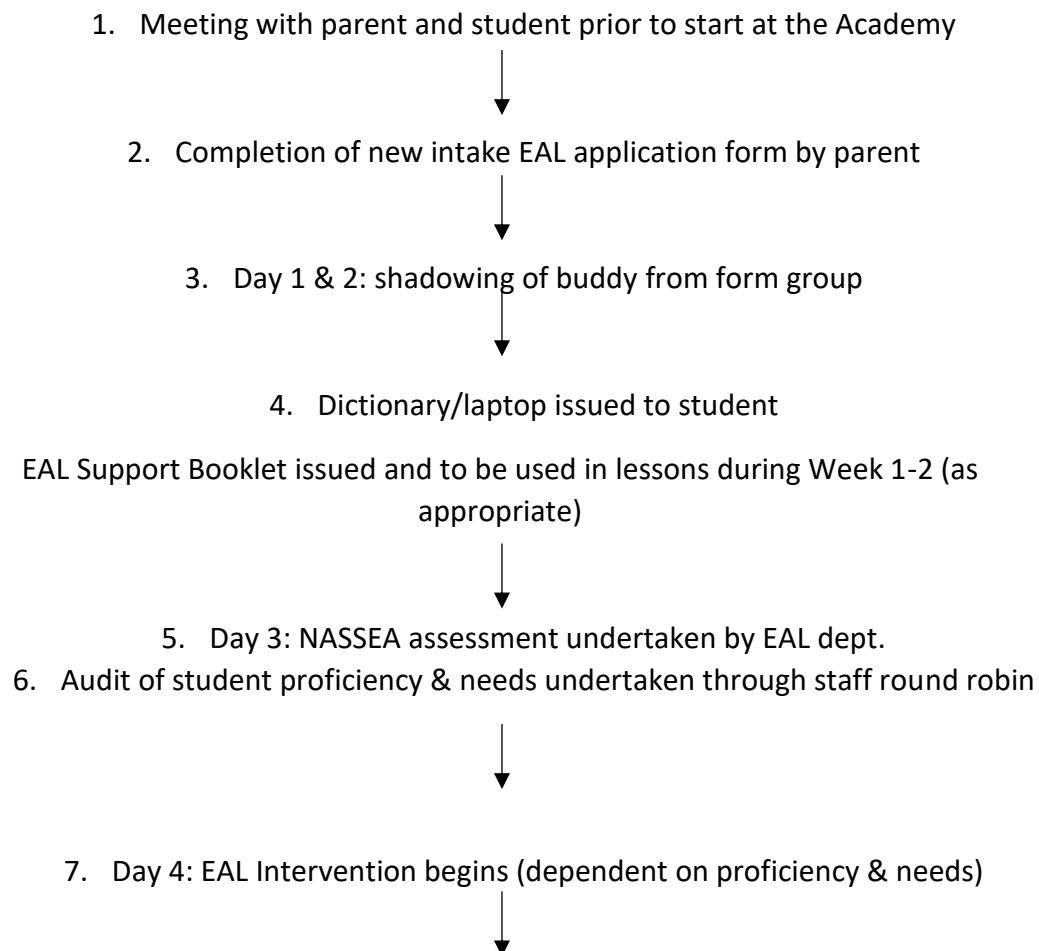 1. Meeting with parent and student prior to start at the Academy
2. Completion of new intake EAL application form by parent
3. Day 1 & 2: shadowing of buddy from form group
4. Dictionary/laptop issued to student
EAL Support Booklet issued and to be used in lessons during Week 1-2 (as
appropriate)
5. Day 3: NASSEA assessment undertaken by EAL dept.
6. Audit of student proficiency & needs undertaken through staff round robin
7. Day 4: EAL Intervention begins (dependent on proficiency & needs)